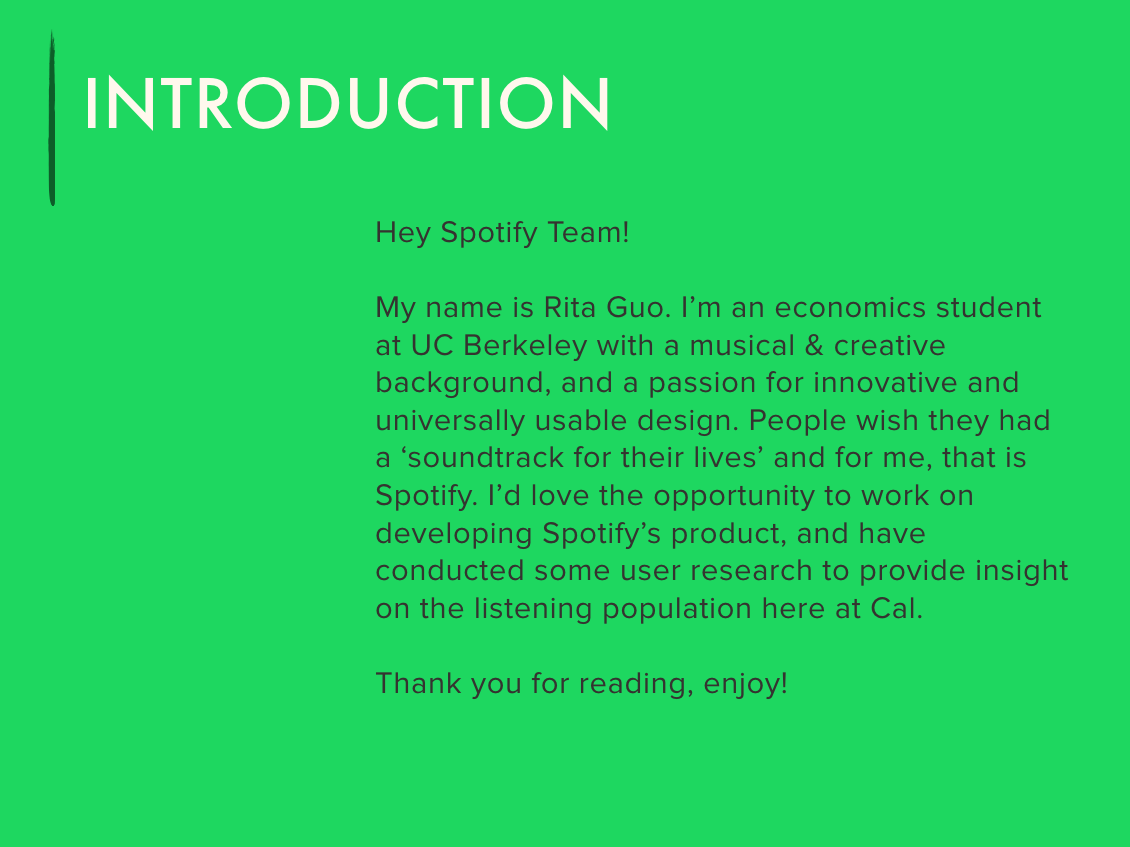 INTRODUCTION
Hey Spotify Team!
My name is Rita Guo. I’m an economics student
at UC Berkeley with a musical & creative
background, and a passion for innovative and
universally usable design. People wish they had
a ‘soundtrack for their lives’ and for me, that is
Spotify. I’d love the opportunity to work on
developing Spotify’s product, and have
conducted some user research to provide insight
on the listening population here at Cal.
Thank you for reading, enjoy!